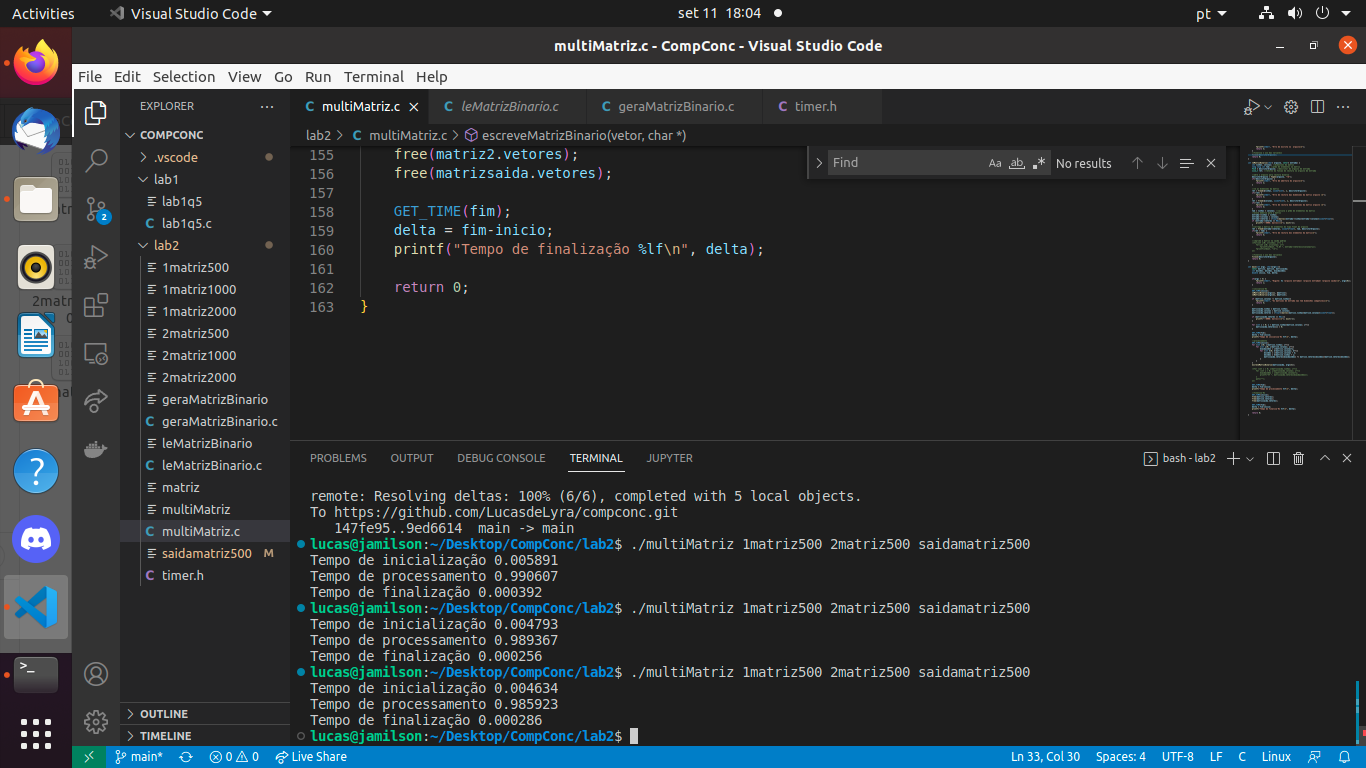 Activities
Visual Studio Code
set 11 18:04
pt
multiMatriz.c - CompConc - Visual Studio Code
File Edit Selection View Go Run Terminal Help
EXPLORER
COMPCONC
.vscode
lab1
lab1q5
lab1q5.c
2
lab2
1matriz500
1matriz1000
1matriz2000
2matriz500
2matriz1000
2matriz2000
geraMatrizBinario
geraMatrizBinario.c
leMatrizBinario
leMatrizBinario.c
matriz
multiMatriz
multiMatriz.c
saidamatriz500 M
timer.h
OUTLINE
TIMELINE
multiMatriz.c
leMatrizBinario.c
geraMatrizBinario.c
timer.h
lab2 > multiMatriz.c > escreveMatrizBinario(vetor, char *)
Find
Aa ab
No results
155 free(matriz2.vetores);
156 free(matrizsaida.vetores);
157
158 GET_TIME(fim);
159 delta = fim-inicio;
160 printf("Tempo de finalização %lf\n", delta);
161
162 return 0;
163 }
PROBLEMS OUTPUT DEBUG CONSOLE TERMINAL JUPYTER
bash - lab2
remote: Resolving deltas: 100% (6/6), completed with 5 local objects.
To https://github.com/LucasdeLyra/compconc.git
147fe95..9ed6614 main -> main
lucas@jamilson:~/Desktop/CompConc/lab2$ ./multiMatriz 1matriz500 2matriz500 saidamatriz500
Tempo de inicialização 0.005891
Tempo de processamento 0.990607
Tempo de finalização 0.000392
lucas@jamilson:~/Desktop/CompConc/lab2$ ./multiMatriz 1matriz500 2matriz500 saidamatriz500
Tempo de inicialização 0.004793
Tempo de processamento 0.989367
Tempo de finalização 0.000256
lucas@jamilson:~/Desktop/CompConc/lab2$ ./multiMatriz 1matriz500 2matriz500 saidamatriz500
Tempo de inicialização 0.004634
Tempo de processamento 0.985923
Tempo de finalização 0.000286
lucas@jamilson:~/Desktop/CompConc/lab2$
main* 0 0 Live Share
Ln 33, Col 30 Spaces: 4 UTF-8 LF C Linux